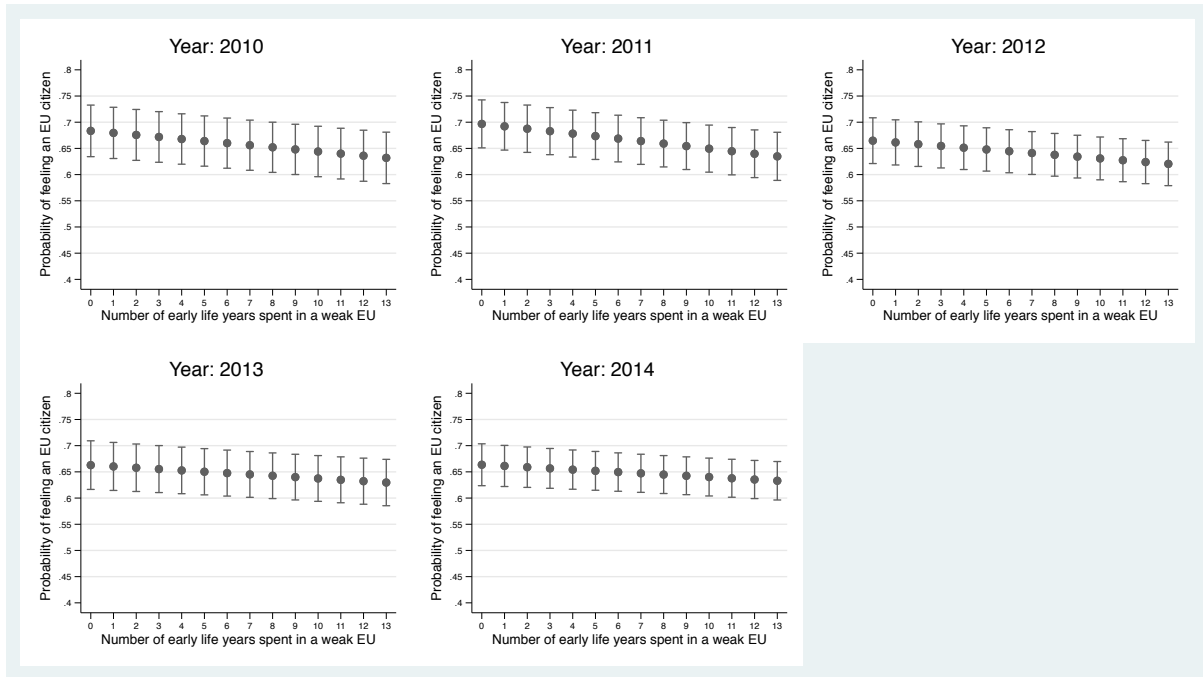 Year: 2010
Probability of feeling an EU citizen
.8
.75
.7
.65
.6
.55
.5
.45
.4
0 1 2 3 4 5 6 7 8 9 10 11 12 13
Number of early life years spent in a weak EU
Year: 2011
Probability of feeling an EU citizen
.8
.75
.7
.65
.6
.55
.5
.45
.4
0 1 2 3 4 5 6 7 8 9 10 11 12 13
Number of early life years spent in a weak EU
Year: 2012
Probability of feeling an EU citizen
.8
.75
.7
.65
.6
.55
.5
.45
.4
0 1 2 3 4 5 6 7 8 9 10 11 12 13
Number of early life years spent in a weak EU
Year: 2013
Probability of feeling an EU citizen
.8
.75
.7
.65
.6
.55
.5
.45
.4
0 1 2 3 4 5 6 7 8 9 10 11 12 13
Number of early life years spent in a weak EU
Year: 2014
Probability of feeling an EU citizen
.8
.75
.7
.65
.6
.55
.5
.45
.4
0 1 2 3 4 5 6 7 8 9 10 11 12 13
Number of early life years spent in a weak EU